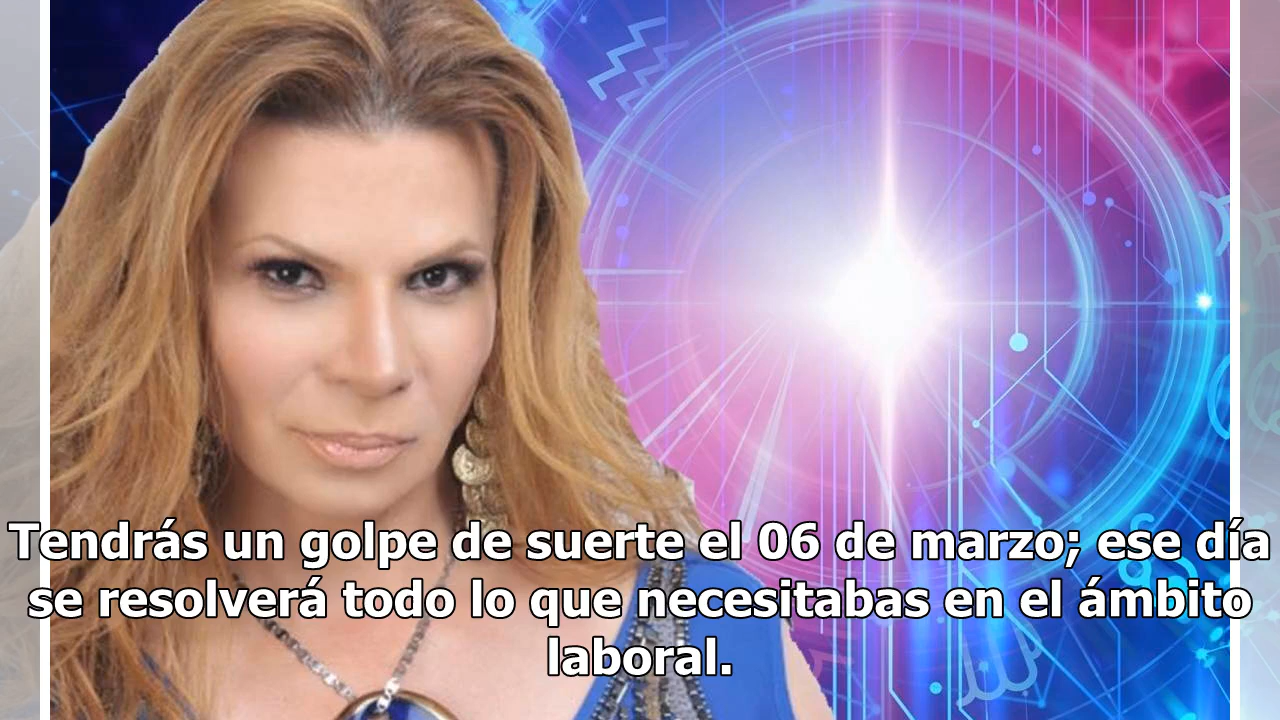 Tendrás un golpe de suerte el 06 de marzo; ese día
se resolverá todo lo que necesitabas en el ámbito
laboral.